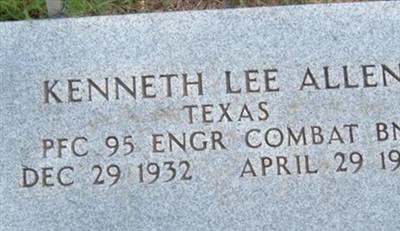 KENNETH LEE ALLEN
TEXAS
PFC 95 ENGR COMBAT BN
DEC 29 1932 APRIL 29 19